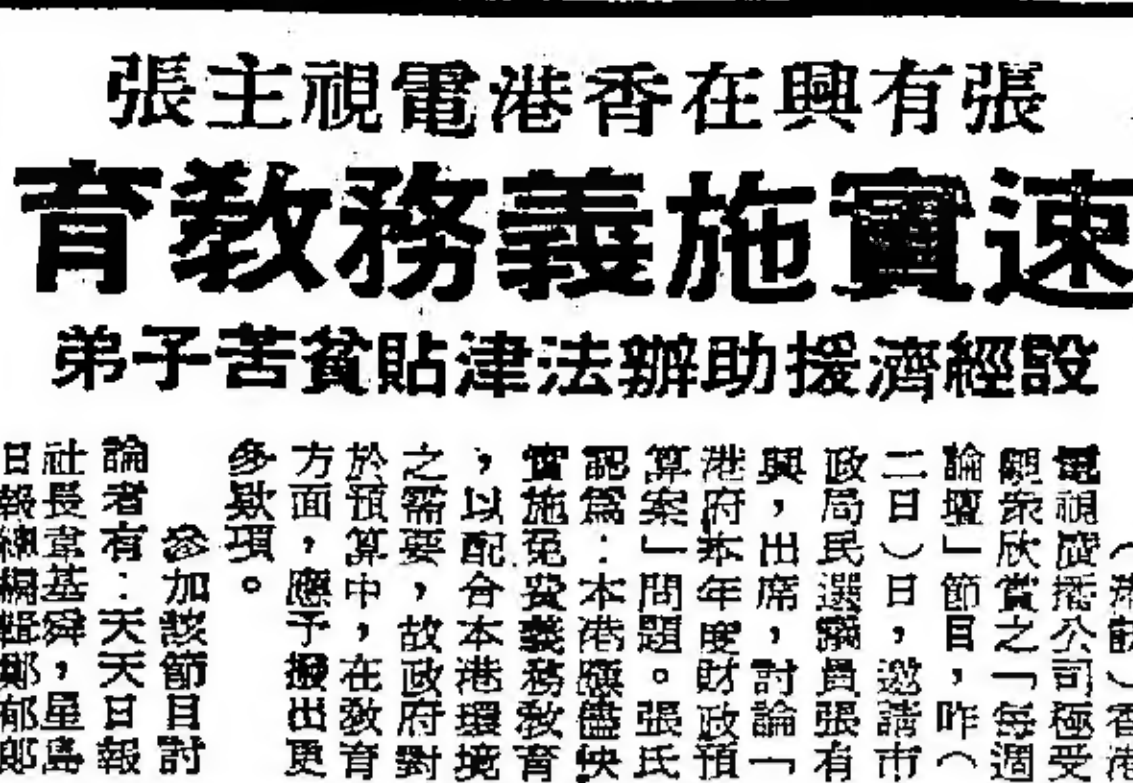 張有興在香港電視主張
速實施義務教育
設經濟援助辦法津貼貧苦子弟
（港訊）香港
電視廣播公司極受
觀衆欣賞之「每週
論壇」節目，昨（
二日）日，邀請市
政局民選議員張有
興，出席，討論「
港府本年度財政預
算案」問題。張氏
認爲：本港應儘快
實施免費義務教育
，以配合本港環境
之需要，故政府對
於預算中，在教育
方面，應予撥出更
多欵項。
參加該節目討
論者有：天天日報
社長韋基舜，星島
日報總編輯鄭郁郎